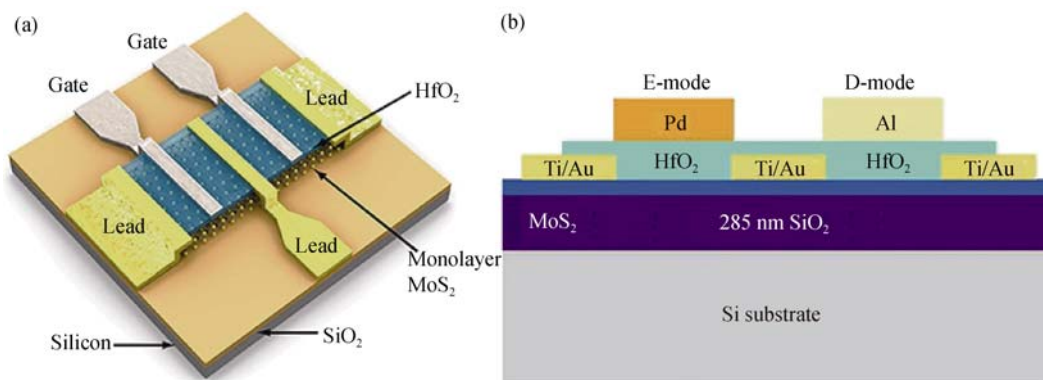 (a)
Gate
Gate
Lead
HfO₂
Lead
Lead
Monolayer
MoS₂
Silicon
SiO₂
(b)
E-mode
D-mode
Pd
Al
Ti/Au
HfO₂
Ti/Au
HfO₂
Ti/Au
MoS₂
285 nm SiO₂
Si substrate